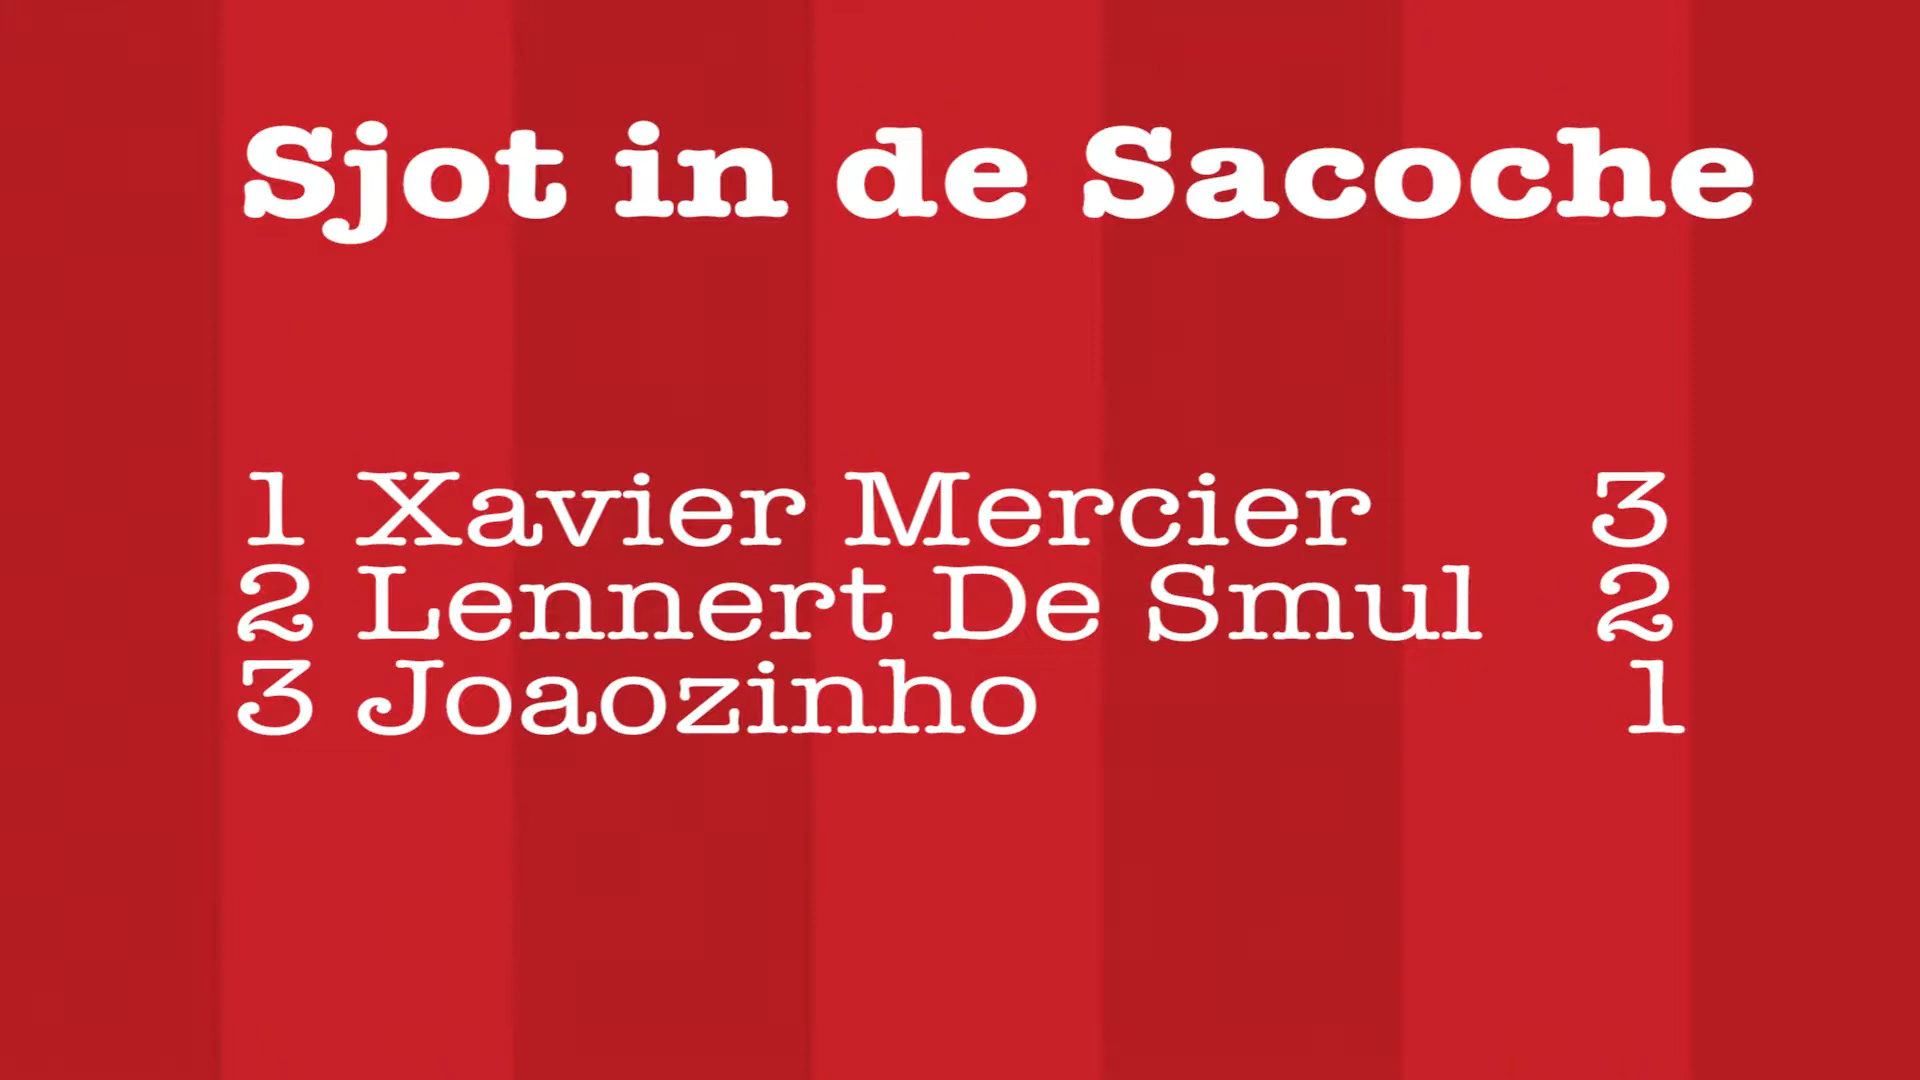 Sjot in de Sacoche
1 Xavier Mercier 3
2 Lennert De Smul 2
3 Joaozinho 1